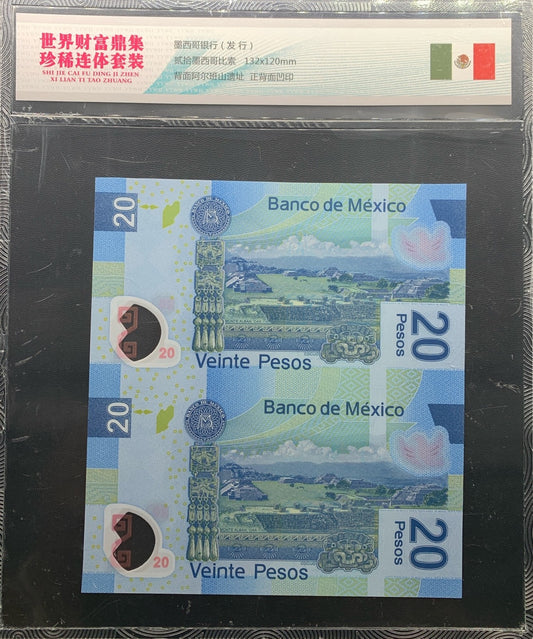 世界财富鼎集
珍稀连体套装
SHI JIE CAI FU DING JI ZHEN
XI LIAN TI TAO ZHUANG
墨西哥银行（发 行）
贰拾墨西哥比索 132x120mm
背面阿尔班山遗址 正背面凹印
20
Banco de México
20
Pesos
20
Veinte Pesos
20
Banco de México
20
Pesos
20
Veinte Pesos